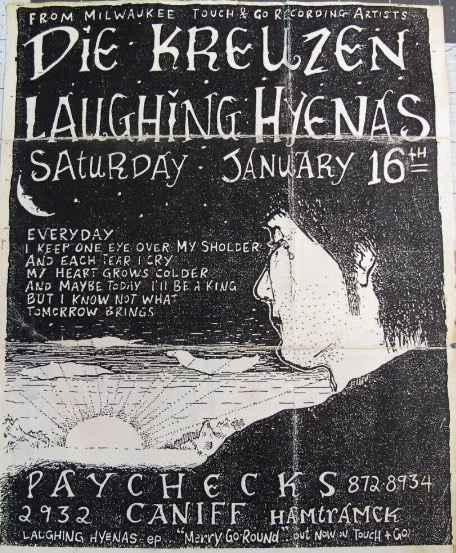 FROM MILWAUKEE TOUCH & GO RECORDING ARTISTS
DIE KREUZEN
LAUGHING HYENAS
SATURDAY JANUARY 16TH
EVERYDAY
I KEEP ONE EYE OVER MY SHOLDER
AND EACH TEAR I CRY
MY HEART GROWS COLDER
AND MAYBE TODAY I'LL BE A KING
BUT I KNOW NOT WHAT
TOMORROW BRINGS
PAYCHECKS 872-8934
2932 CANIFF HAMTRAMCK
LAUGHING HYENAS ep "Merry Go Round" out NOW ON TOUCH + GO!